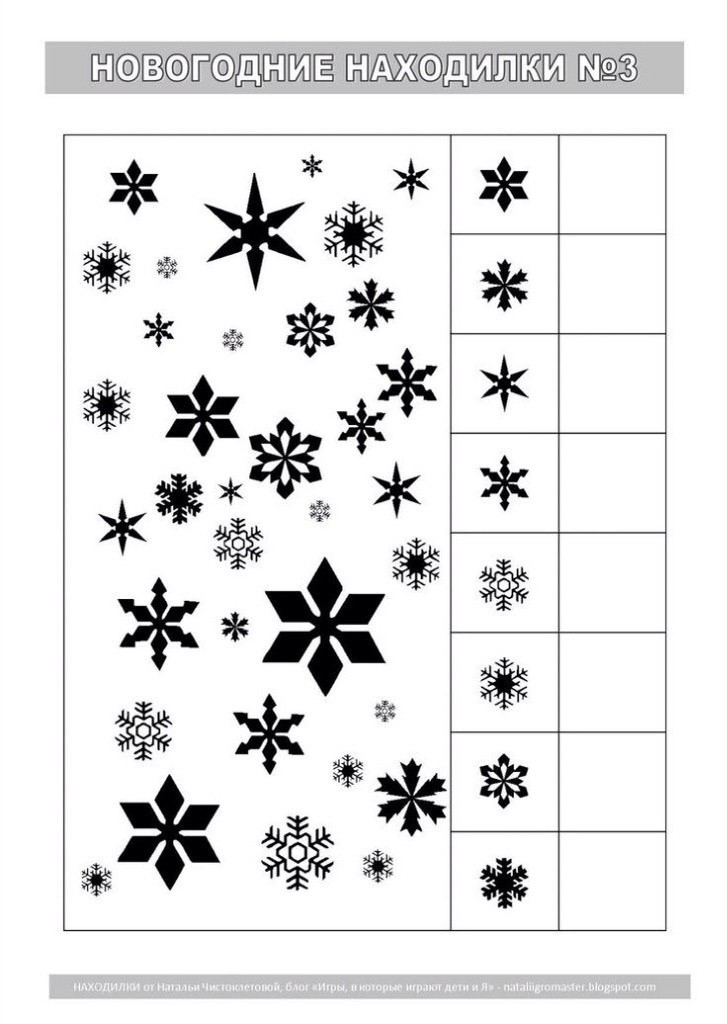 НОВОГОДНИЕ НАХОДИЛКИ №3
НАХОДИЛКИ от Натальи Чистоклетовой, блог «Игры, в которые играют дети и Я» - nataliigromaster.blogspot.com